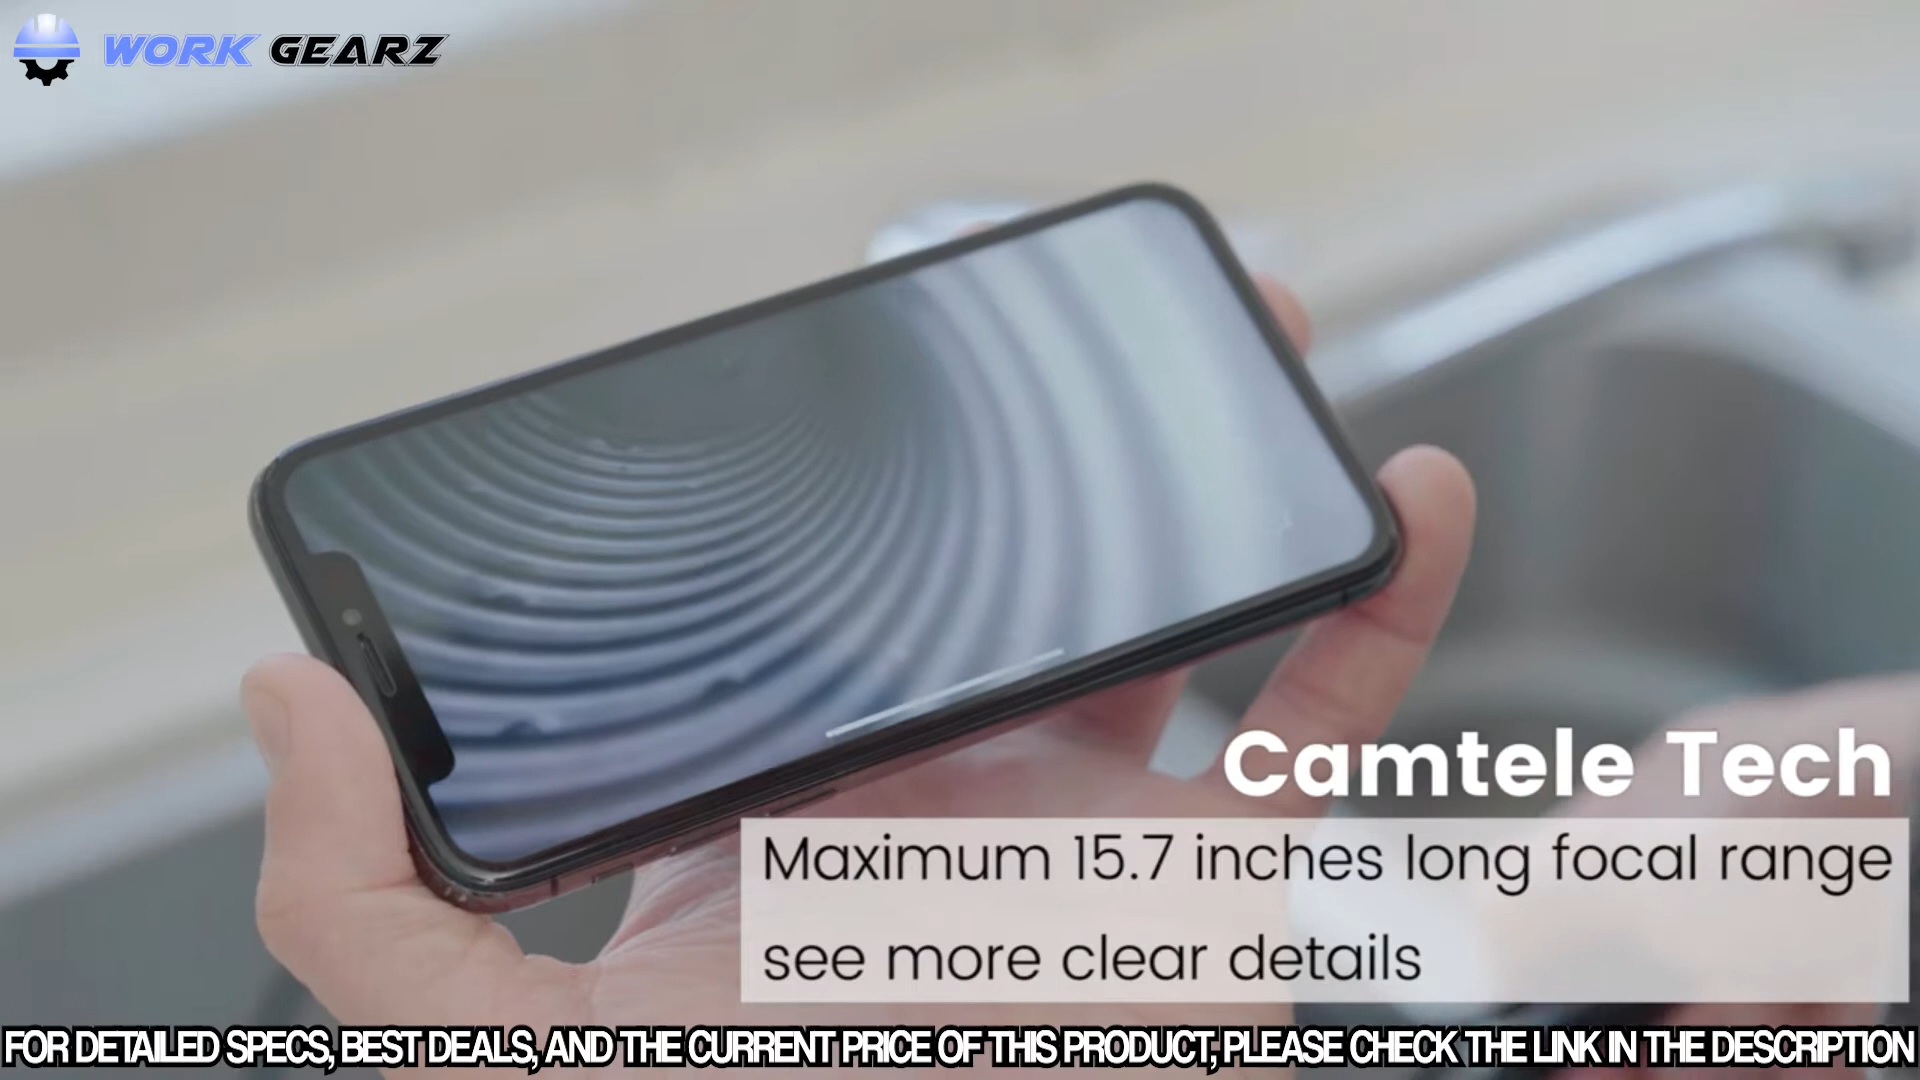 WORK GEARZ
Camtele Tech
Maximum 15.7 inches long focal range
see more clear details
FOR DETAILED SPECS, BEST DEALS, AND THE CURRENT PRICE OF THIS PRODUCT, PLEASE CHECK THE LINK IN THE DESCRIPTION